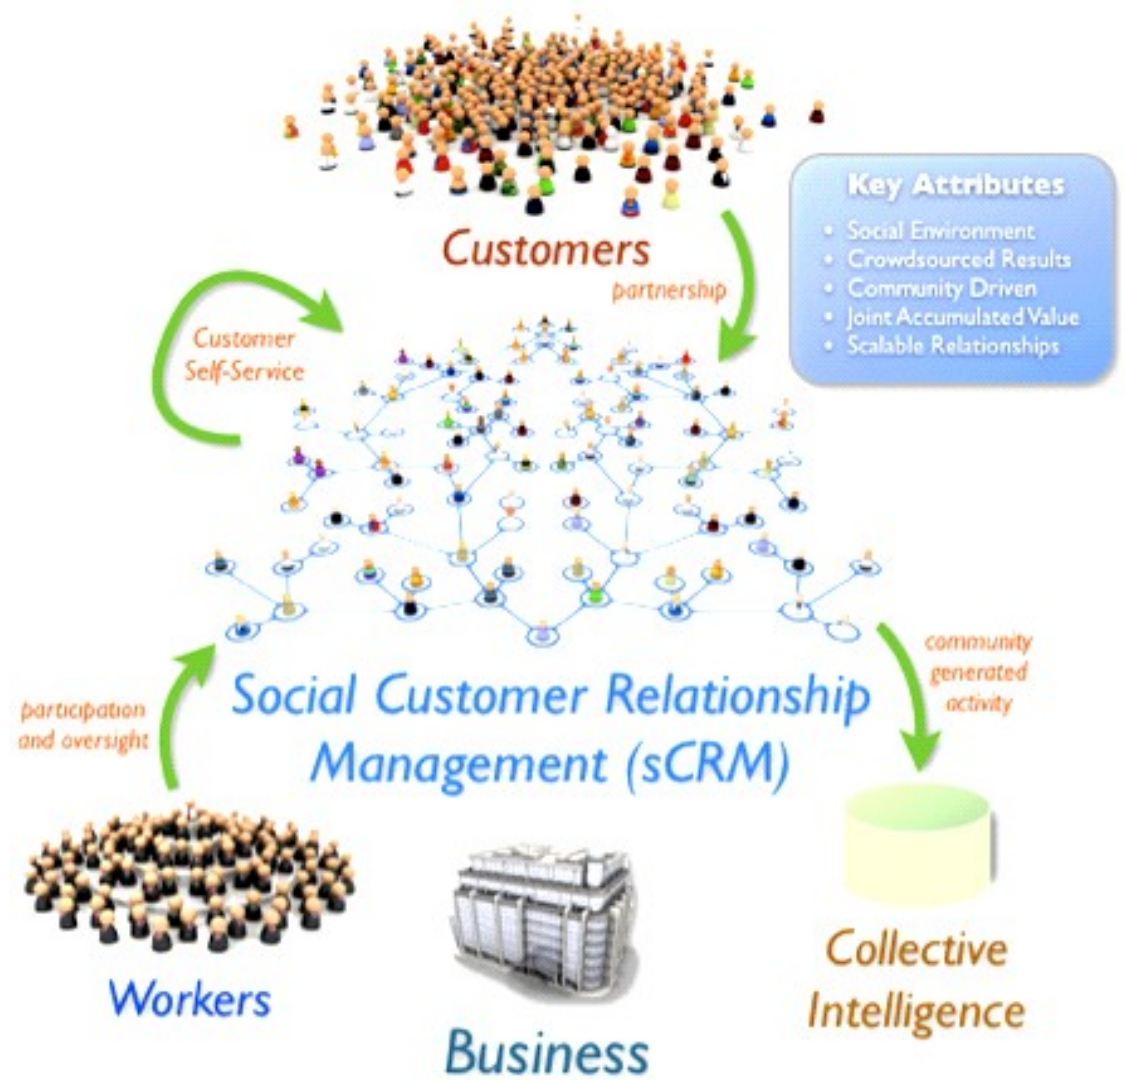 Customers
partnership
Key Attributes
• Social Environment
• Crowdsourced Results
• Community Driven
• Joint Accumulated Value
• Scalable Relationships
Customer
Self-Service
Social Customer Relationship
Management (sCRM)
participation
and oversight
community
generated
activity
Workers
Business
Collective
Intelligence